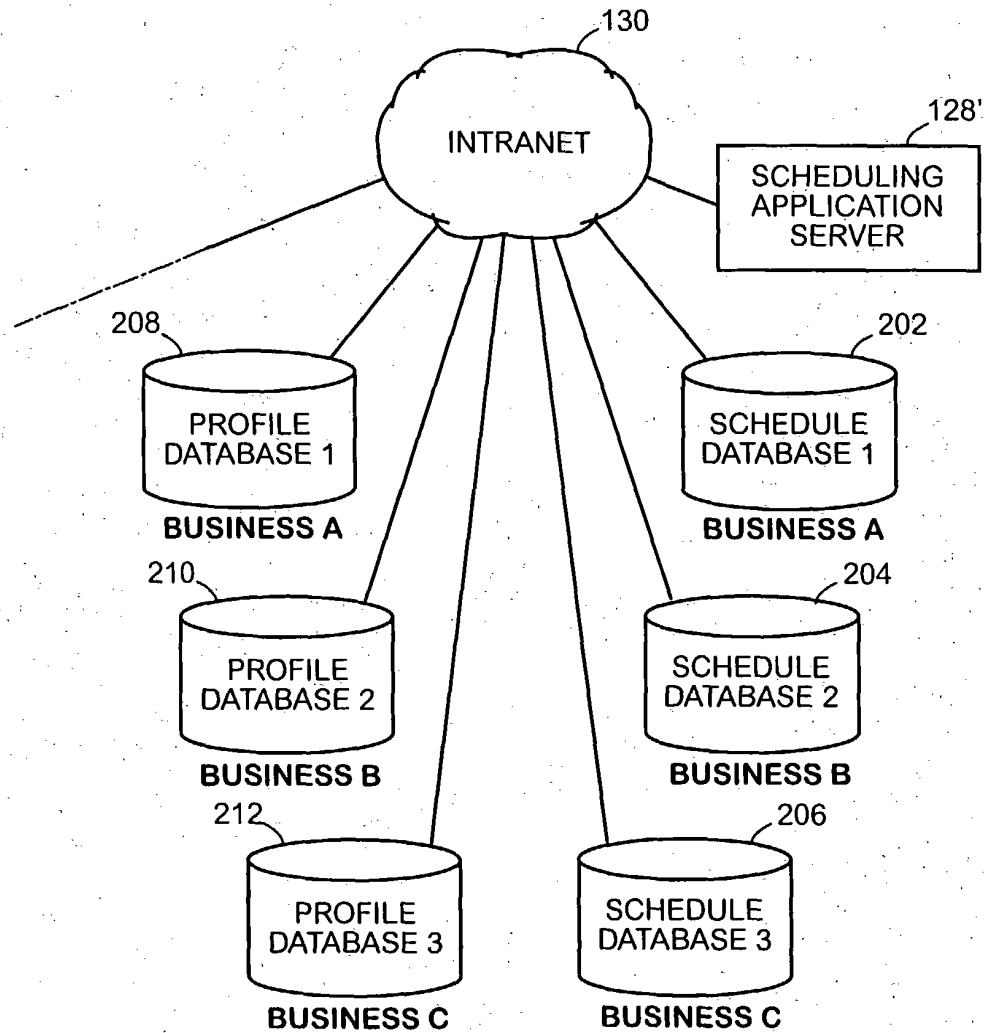 130
INTRANET
128'
SCHEDULING
APPLICATION
SERVER
208
PROFILE
DATABASE 1
BUSINESS A
202
SCHEDULE
DATABASE 1
BUSINESS A
210
PROFILE
DATABASE 2
BUSINESS B
204
SCHEDULE
DATABASE 2
BUSINESS B
212
PROFILE
DATABASE 3
BUSINESS C
206
SCHEDULE
DATABASE 3
BUSINESS C